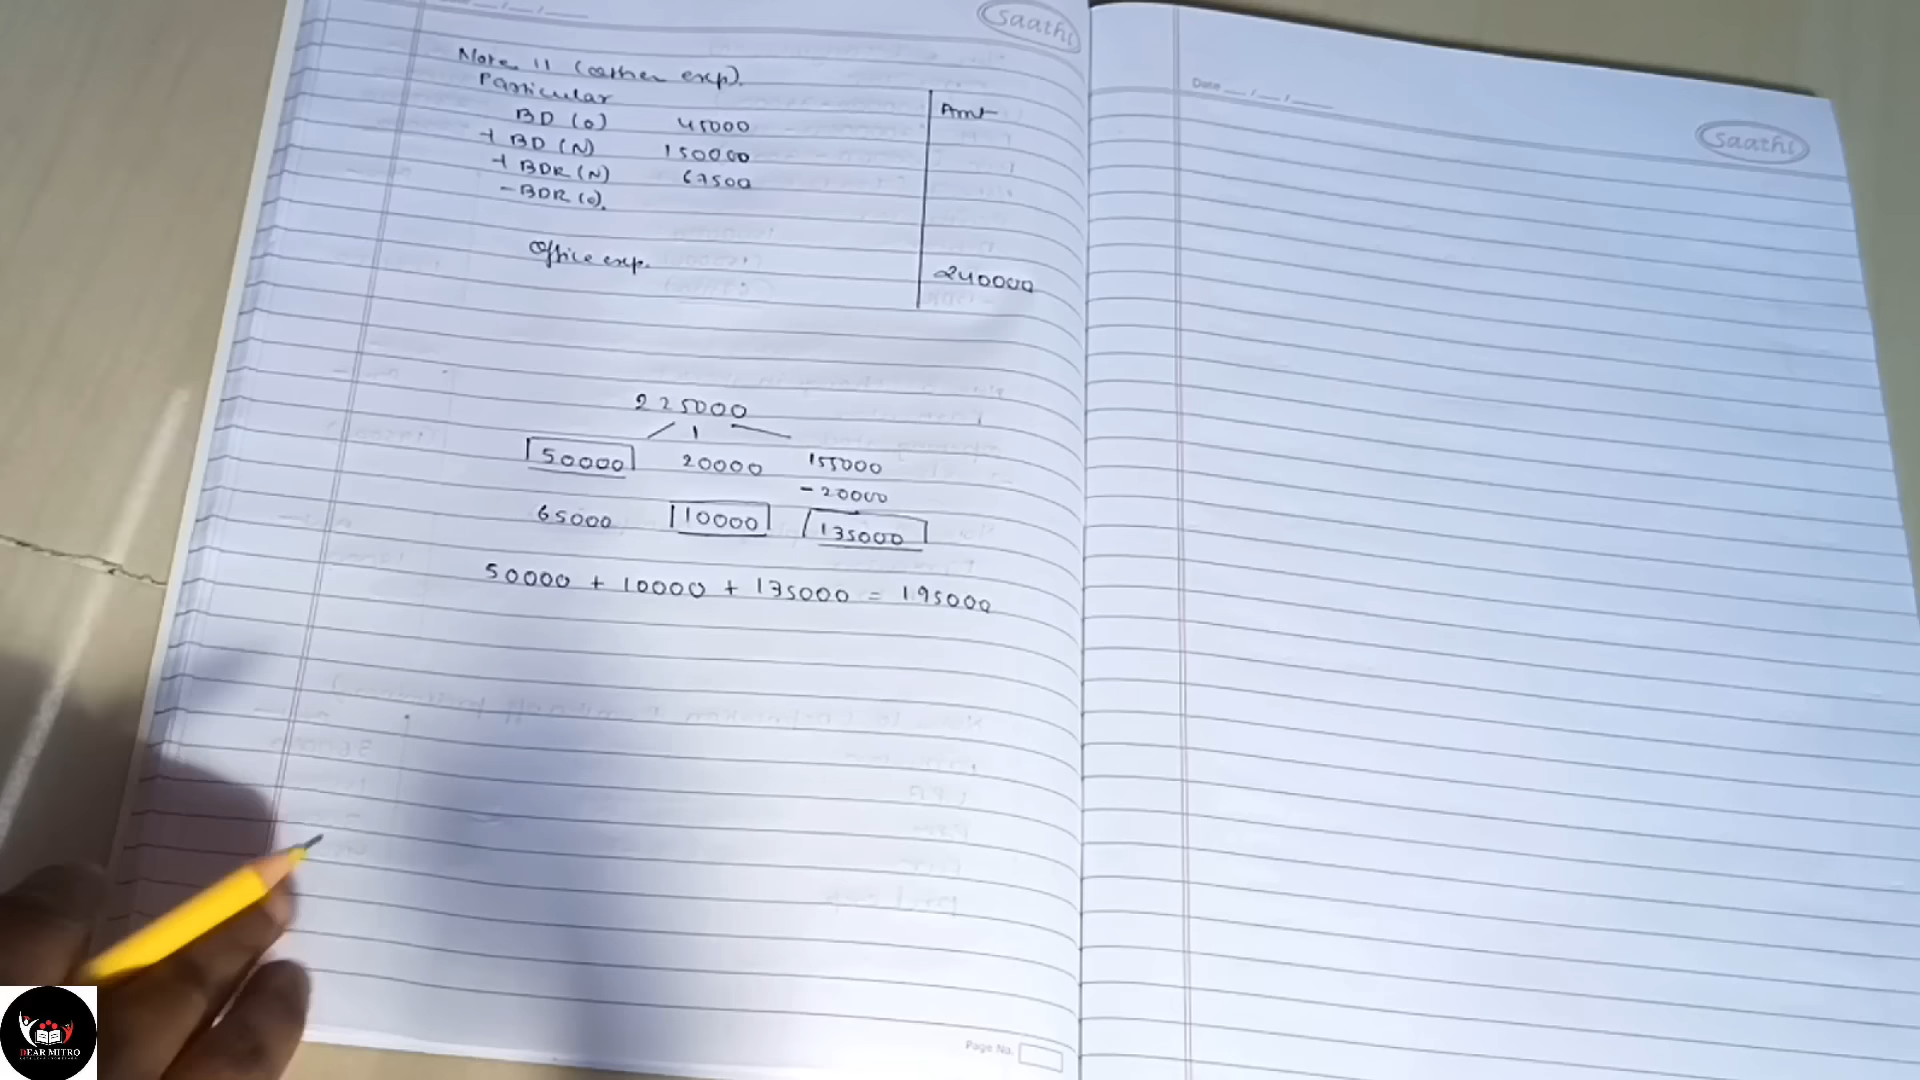 saathi
Note 11 (other exp).
Particular
Amt
BD (o) 45000
+ BD (N) 150000
+ BDR (N) 67500
- BDR (o).
office exp. 240000
225000
50000 20000 155000
- 20000
65000 10000 135000
50000 + 10000 + 135000 = 195000
Page No.
Date
saathi
DEAR MITRO